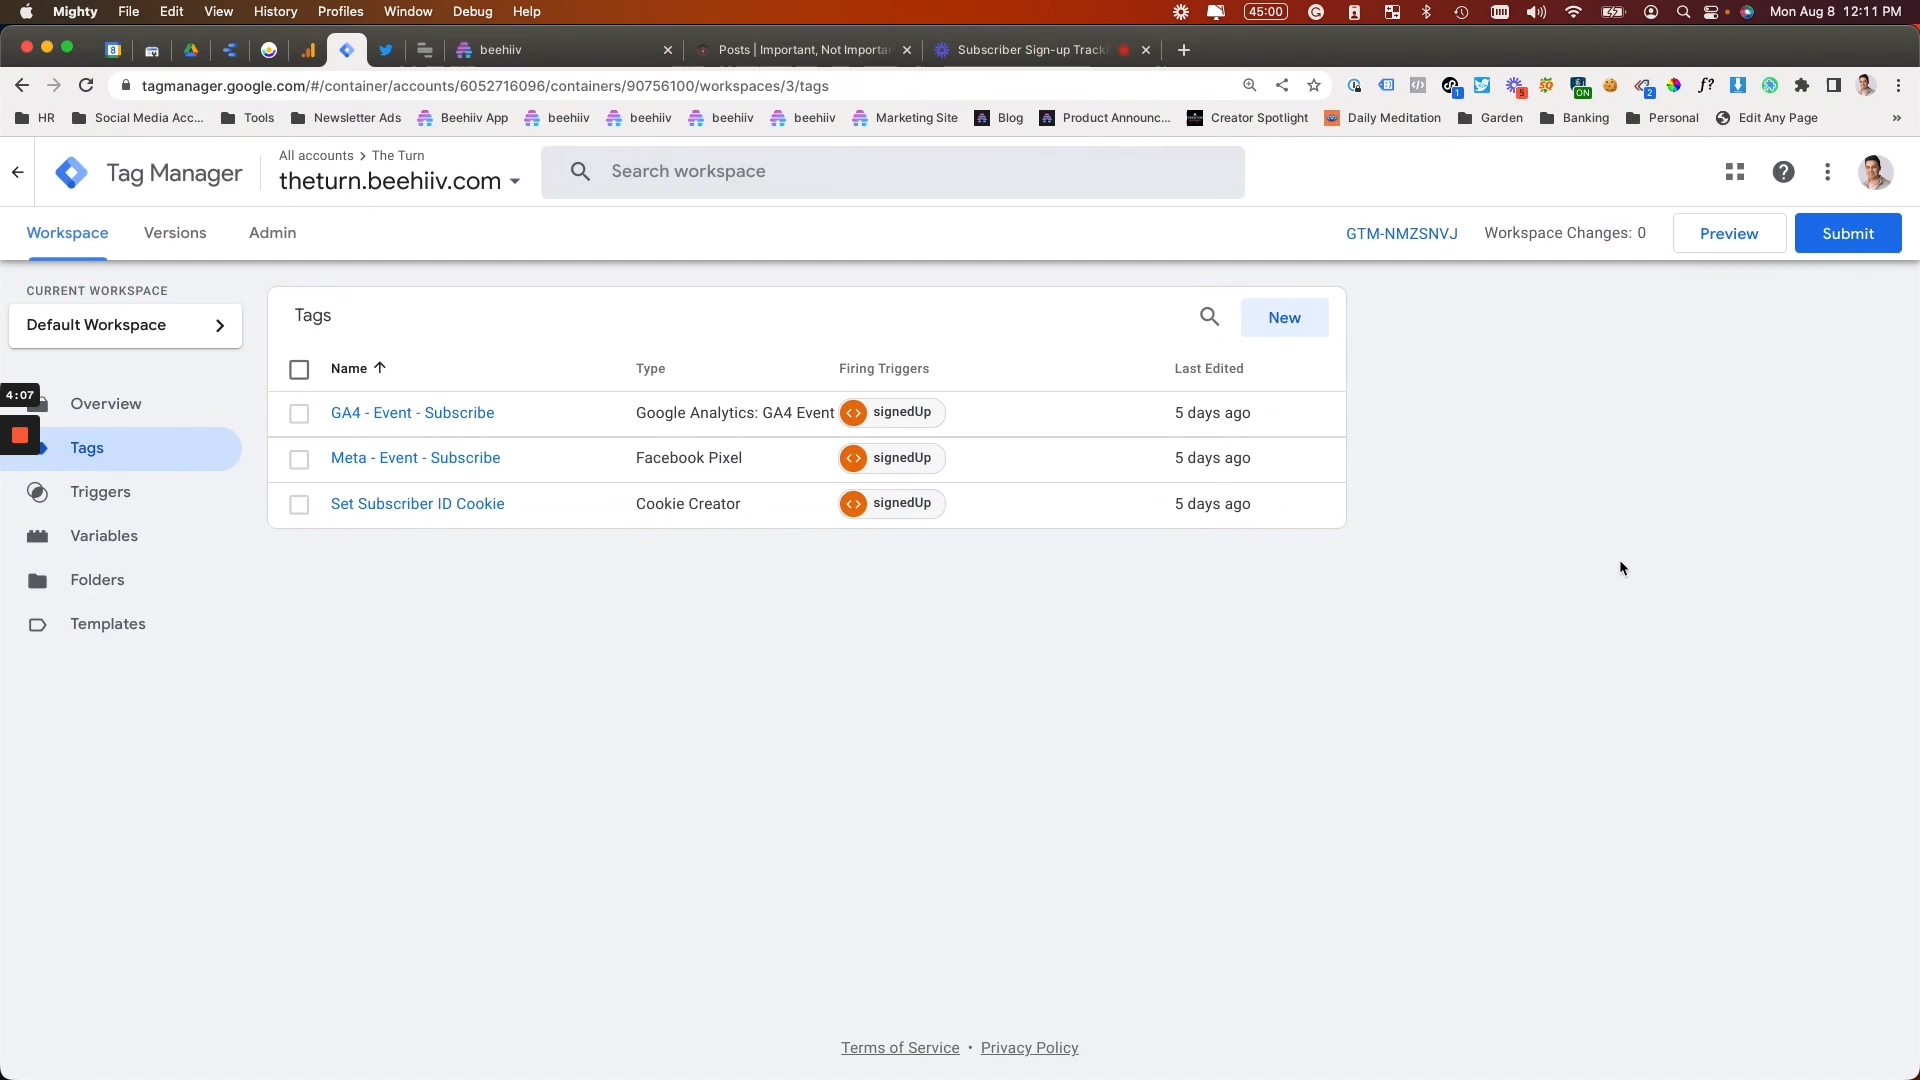 Mighty File Edit View History Profiles Window Debug Help 45:00 Mon Aug 8 12:11 PM
8 beehiiv Posts | Important, Not Importa Subscriber Sign-up Tracki
tagmanager.google.com/#/container/accounts/6052716096/containers/90756100/workspaces/3/tags 1 5 ON 2 f?
HR Social Media Acc... Tools Newsletter Ads Beehiiv App beehiiv beehiiv beehiiv beehiiv Marketing Site Blog Product Announc... Creator Spotlight Daily Meditation Garden Banking Personal Edit Any Page »
All accounts > The Turn
Tag Manager theturn.beehiiv.com Search workspace
Workspace Versions Admin GTM-NMZSNVJ Workspace Changes: 0 Preview Submit
CURRENT WORKSPACE
Default Workspace
4:07
Overview
Tags
Triggers
Variables
Folders
Templates
Tags New
Name Type Firing Triggers Last Edited
GA4 - Event - Subscribe Google Analytics: GA4 Event signedUp 5 days ago
Meta - Event - Subscribe Facebook Pixel signedUp 5 days ago
Set Subscriber ID Cookie Cookie Creator signedUp 5 days ago
Terms of Service • Privacy Policy